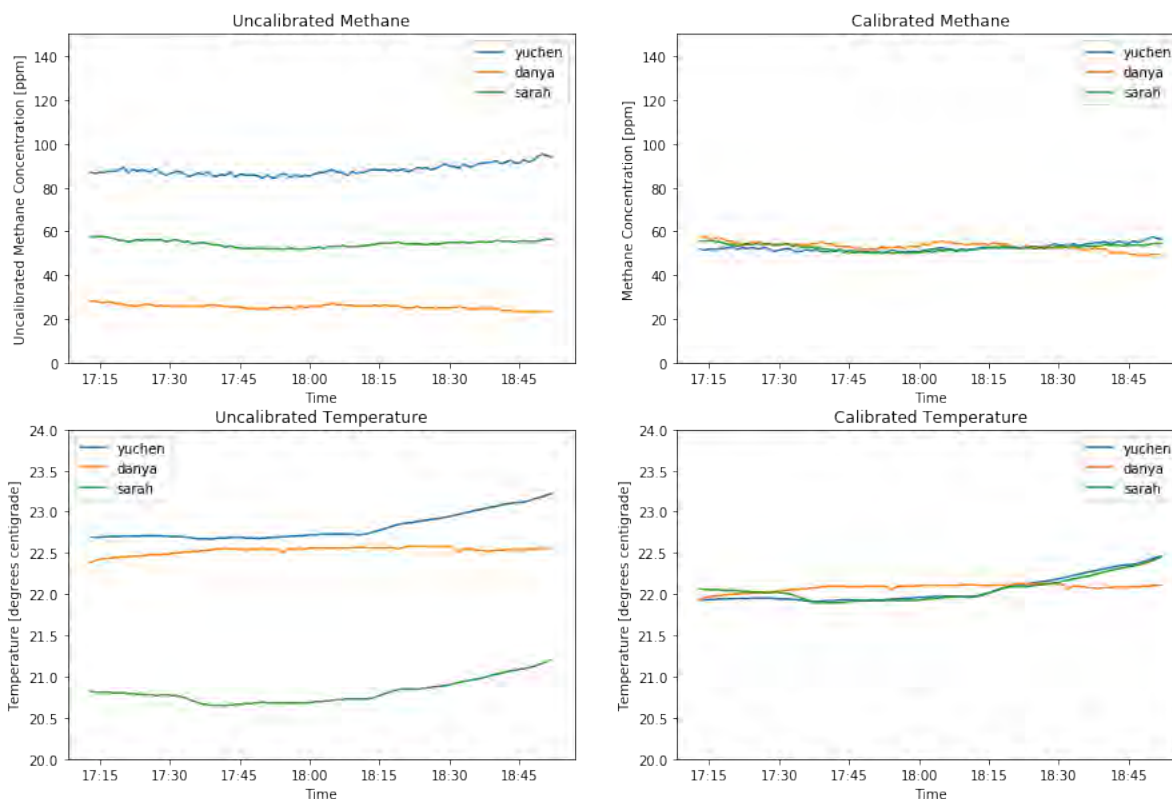 Uncalibrated Methane
Uncalibrated Methane Concentration [ppm]
140
120
100
80
60
40
20
0
yuchen
danya
sarah
17:15 17:30 17:45 18:00 18:15 18:30 18:45
Time
Calibrated Methane
Methane Concentration [ppm]
140
120
100
80
60
40
20
0
yuchen
danya
sarah
17:15 17:30 17:45 18:00 18:15 18:30 18:45
Time
Uncalibrated Temperature
Temperature [degrees centigrade]
24.0
23.5
23.0
22.5
22.0
21.5
21.0
20.5
20.0
yuchen
danya
sarah
17:15 17:30 17:45 18:00 18:15 18:30 18:45
Time
Calibrated Temperature
Temperature [degrees centigrade]
24.0
23.5
23.0
22.5
22.0
21.5
21.0
20.5
20.0
yuchen
danya
sarah
17:15 17:30 17:45 18:00 18:15 18:30 18:45
Time